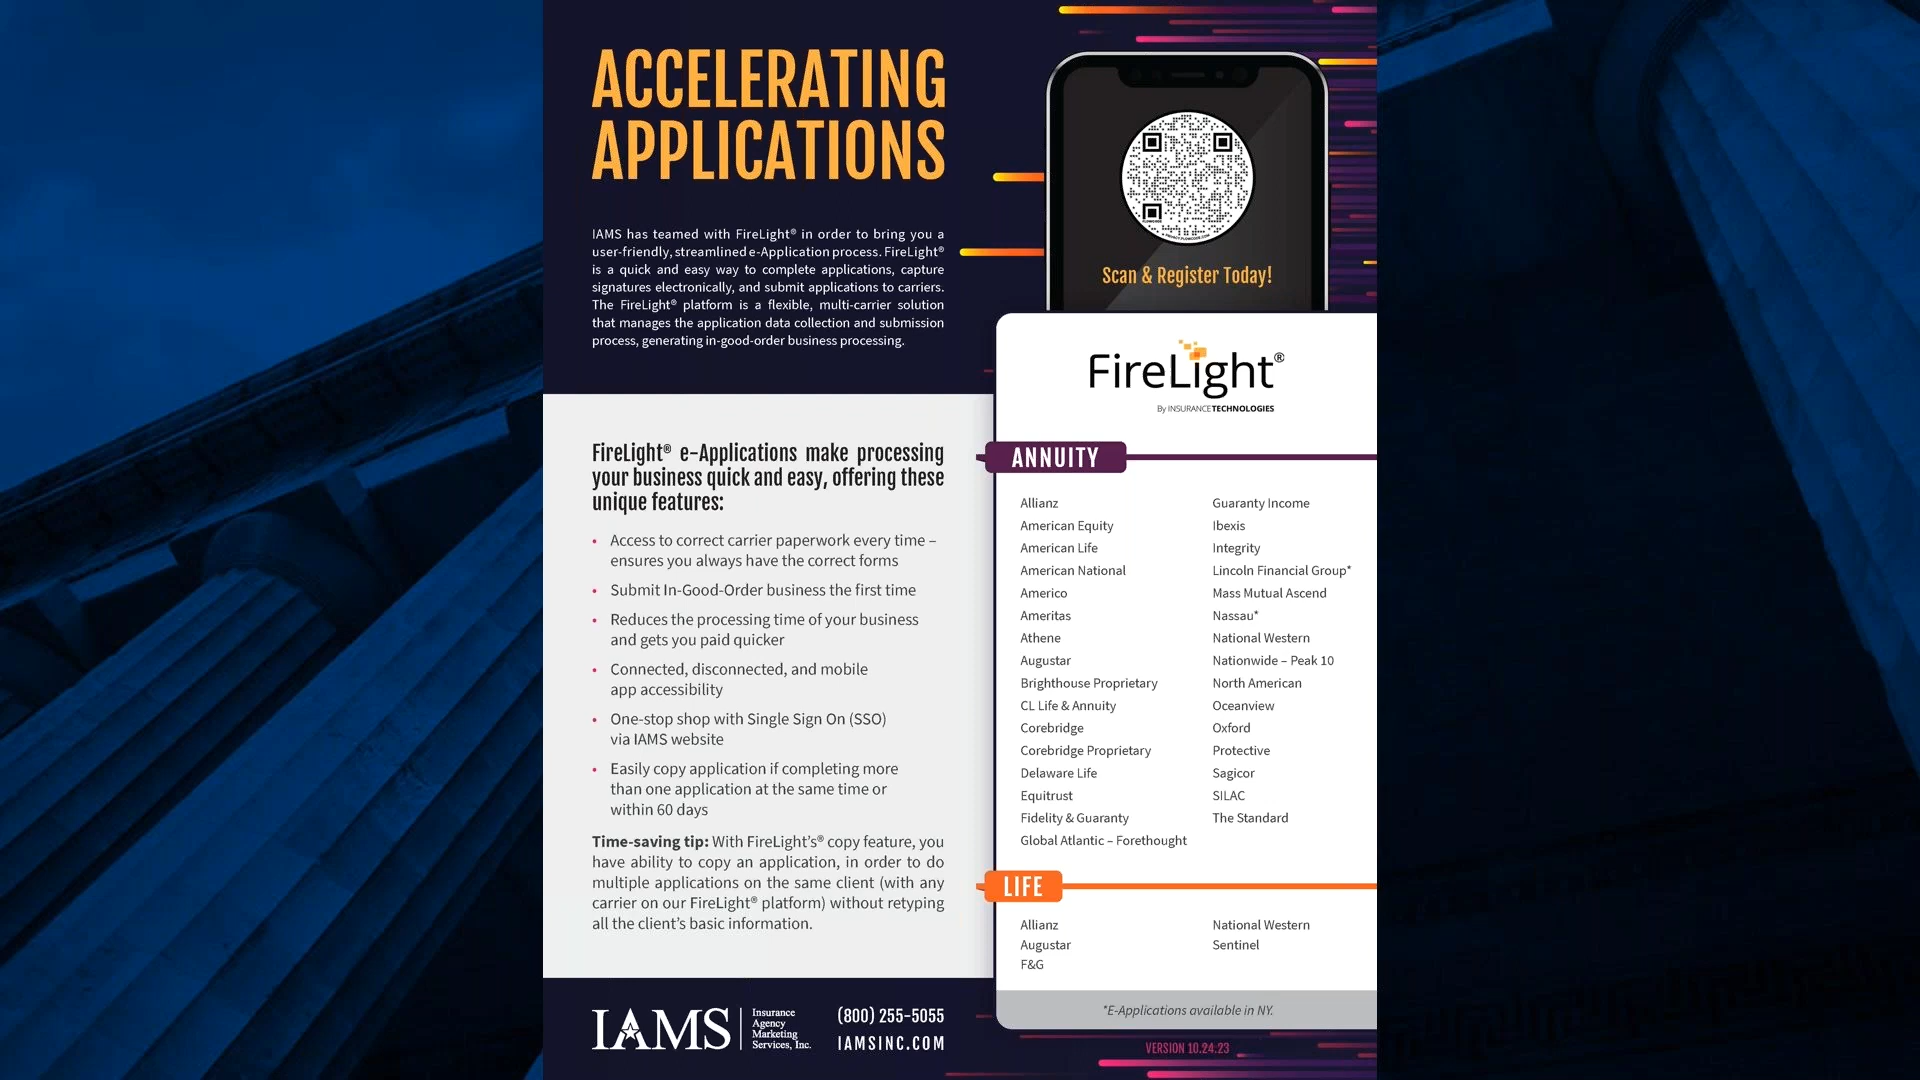 ACCELERATING
APPLICATIONS
IAMS has teamed with FireLight® in order to bring you a
user-friendly, streamlined e-Application process. FireLight®
is a quick and easy way to complete applications, capture
signatures electronically, and submit applications to carriers.
The FireLight® platform is a flexible, multi-carrier solution
that manages the application data collection and submission
process, generating in-good-order business processing.
Scan & Register Today!
FireLight®
By INSURANCETECHNOLOGIES
FireLight® e-Applications make processing
your business quick and easy, offering these
unique features:
• Access to correct carrier paperwork every time –
ensures you always have the correct forms
• Submit In-Good-Order business the first time
• Reduces the processing time of your business
and gets you paid quicker
• Connected, disconnected, and mobile
app accessibility
• One-stop shop with Single Sign On (SSO)
via IAMS website
• Easily copy application if completing more
than one application at the same time or
within 60 days
Time-saving tip: With FireLight's® copy feature, you
have ability to copy an application, in order to do
multiple applications on the same client (with any
carrier on our FireLight® platform) without retyping
all the client's basic information.
ANNUITY
Allianz
American Equity
American Life
American National
Americo
Ameritas
Athene
Augustar
Brighthouse Proprietary
CL Life & Annuity
Corebridge
Corebridge Proprietary
Delaware Life
Equitrust
Fidelity & Guaranty
Global Atlantic – Forethought
Guaranty Income
Ibexis
Integrity
Lincoln Financial Group*
Mass Mutual Ascend
Nassau*
National Western
Nationwide – Peak 10
North American
Oceanview
Oxford
Protective
Sagicor
SILAC
The Standard
LIFE
Allianz
Augustar
F&G
National Western
Sentinel
*E-Applications available in NY.
IAMS
Insurance
Agency
Marketing
Services, Inc.
(800) 255-5055
IAMSINC.COM
VERSION 10.24.23